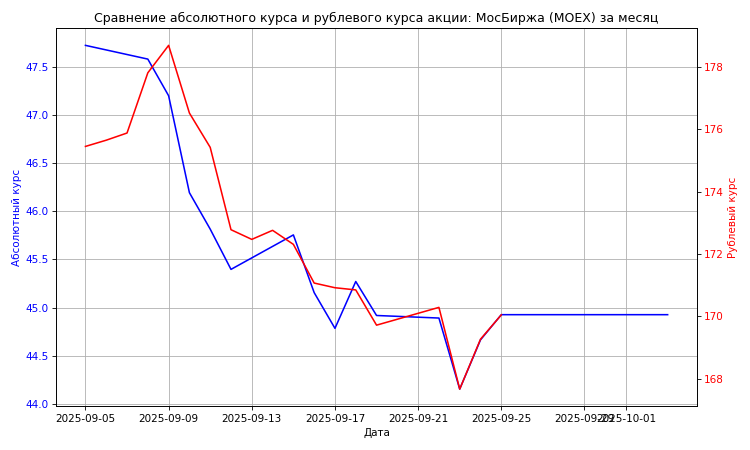 Сравнение абсолютного курса и рублевого курса акции: МосБиржа (MOEX) за месяц
47.5
47.0
46.5
46.0
45.5
45.0
44.5
44.0
Абсолютный курс
178
176
174
172
170
168
Рублевый курс
2025-09-05 2025-09-09 2025-09-13 2025-09-17 2025-09-21 2025-09-25 2025-09-29 2025-10-01
Дата